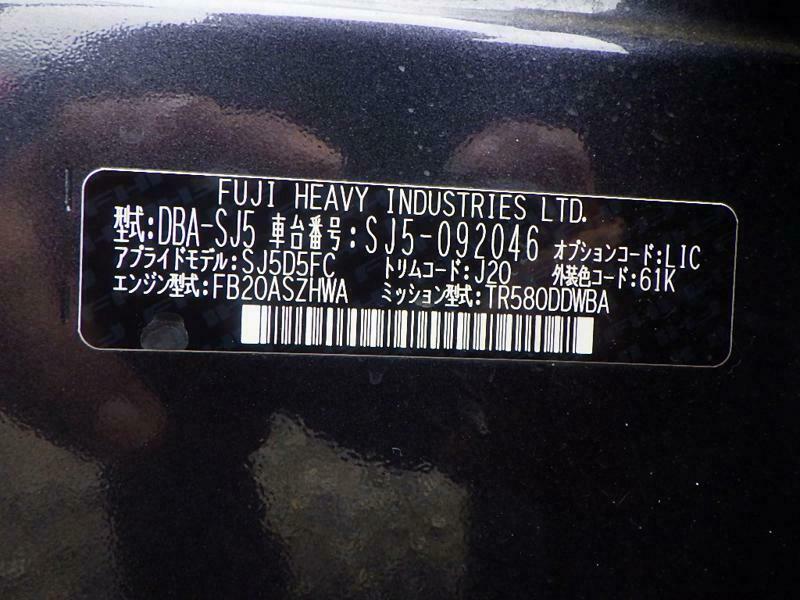 FUJI HEAVY INDUSTRIES LTD.
型式:DBA-SJ5 車台番号:SJ5-092046 オプションコード:LIC
アプライドモデル:SJ5D5FC トリムコード:J20 外装色コード:61K
エンジン型式:FB20ASZHWA ミッション型式:TR580DDWBA